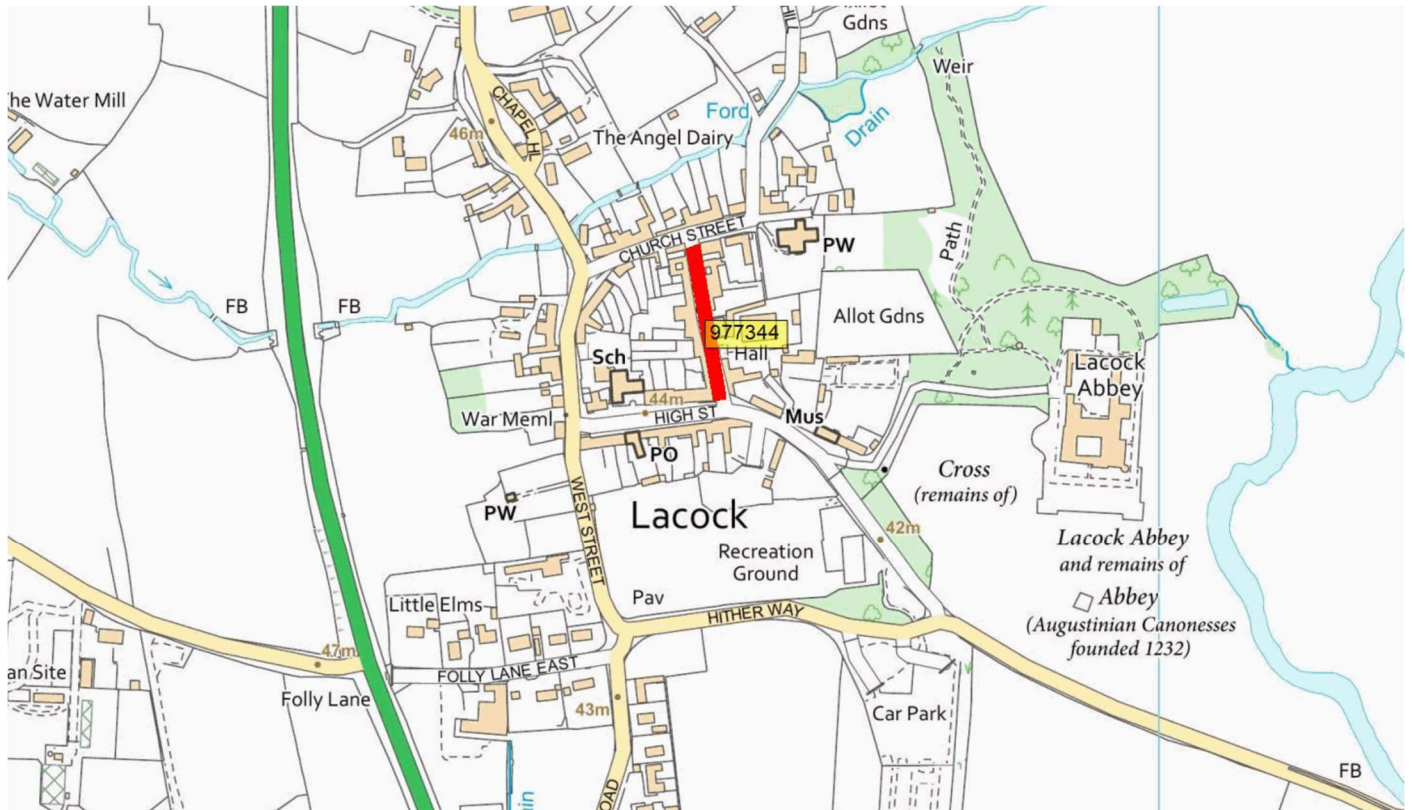 Gdns
Weir
he Water Mill
CHAPEL HL
46m
Ford
The Angel Dairy
Drain
HILL
CHURCH STREET
PW
Path
FB
FB
977344
Hall
Allot Gdns
Sch
44m
Lacock
Abbey
War Meml
HIGH ST
Mus
PO
Cross
(remains of)
PW
WEST STREET
Lacock
42m
Recreation
Ground
Lacock Abbey
and remains of
Abbey
(Augustinian Canonesses
founded 1232)
Little Elms
Pav
HITHER WAY
47m
an Site
FOLLY LANE EAST
Folly Lane
43m
Car Park
FB
OAD